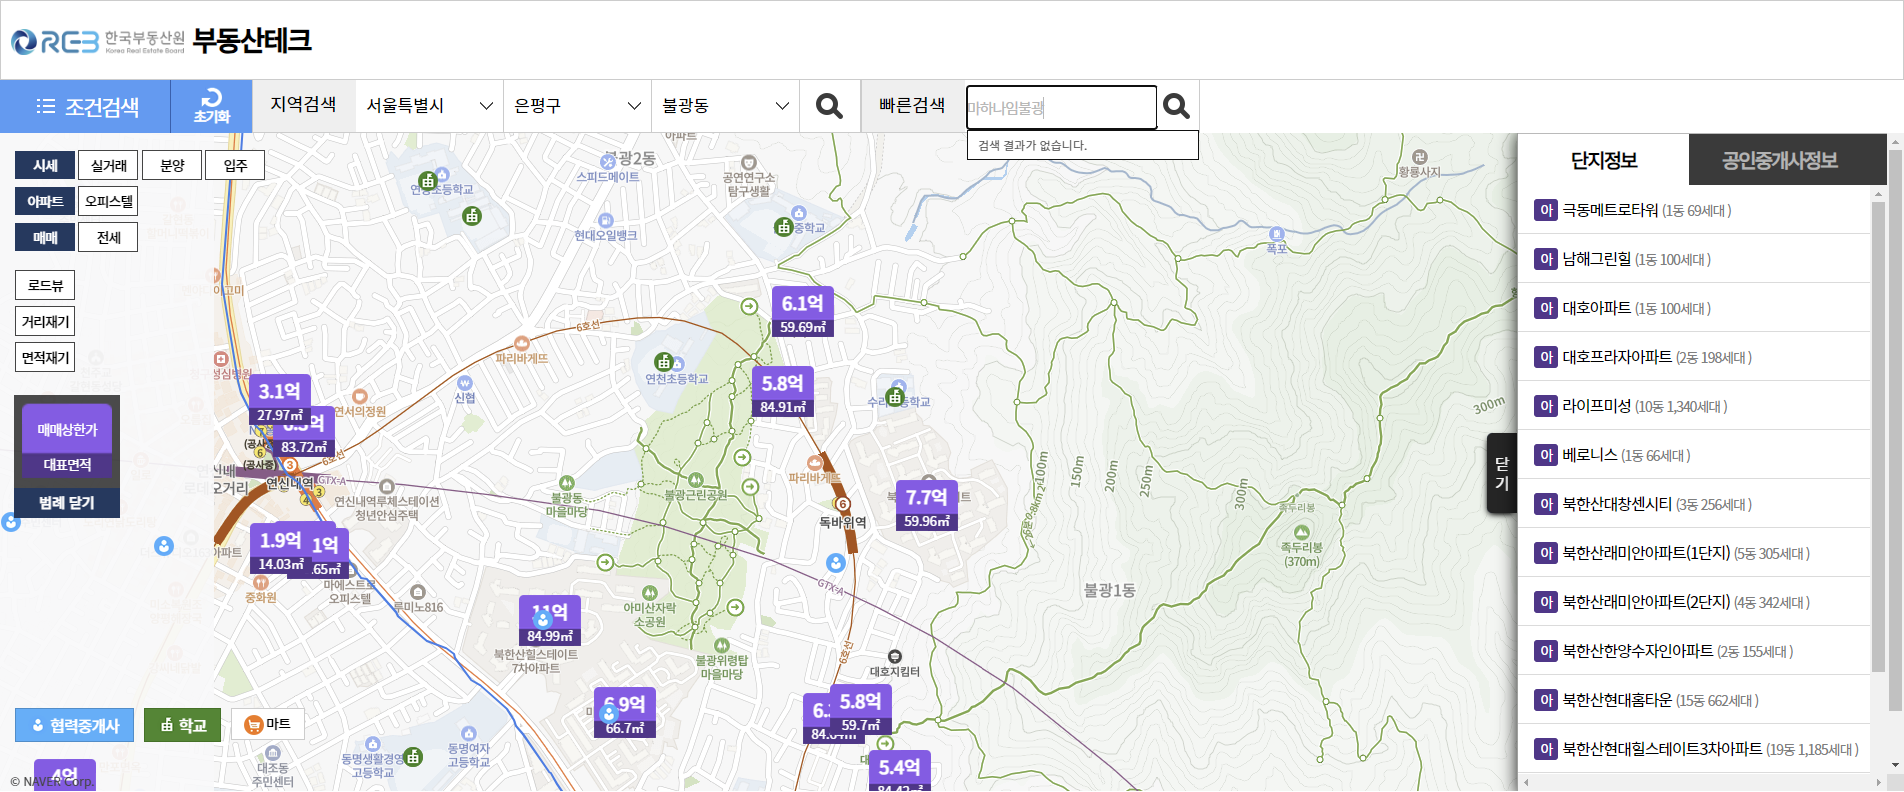 REB 한국부동산원 Korea Real Estate Board 부동산테크
조건검색
초기화
지역검색
서울특별시
은평구
불광동
빠른검색
마하나임불광
검색 결과가 없습니다.
시세 실거래 분양 입주
아파트 오피스텔
매매 전세
로드뷰
거리재기
면적재기
매매상한가
대표면적
범례 닫기
협력중개사
학교
마트
© NAVER Corp.
아파트
불광2동
스피드메이트
공연연구소
탐구생활
황룡사지
현대오일뱅크
중학교
폭포
6호선
파리바게뜨
연천초등학교
신협
연서의정원
6.1억
59.69㎡
5.8억
84.91㎡
3.1억
27.97㎡
83.72㎡
(공사중)
6호선
GTX-A
연신내역
연신내역루체스테이션
청년안심주택
불광동
마을마당
불광근린공원
파리바게뜨
독바위역
7.7억
59.96㎡
300m
100m
150m
200m
250m
300m
족두리봉
족두리봉
(370m)
불광1동
1.9억
14.03㎡
1억
.65㎡
마에스트로
오피스텔
중화원
루미노816
아미산자락
소공원
GTX-A
11억
84.99㎡
북한산힐스테이트
7차아파트
불광위령탑
마을마당
6호선
대호지킴터
6.9억
66.7㎡
5.8억
59.7㎡
5.4억
84.42㎡
동명여자
고등학교
동명생활경영
고등학교
대조동
주민센터
4억
닫
기
단지정보
공인중개사정보
아 극동메트로타워 (1동 69세대 )
아 남해그린힐 (1동 100세대 )
아 대호아파트 (1동 100세대 )
아 대호프라자아파트 (2동 198세대 )
아 라이프미성 (10동 1,340세대 )
아 베로니스 (1동 66세대 )
아 북한산대창센시티 (3동 256세대 )
아 북한산래미안아파트(1단지) (5동 305세대 )
아 북한산래미안아파트(2단지) (4동 342세대 )
아 북한산한양수자인아파트 (2동 155세대 )
아 북한산현대홈타운 (15동 662세대 )
아 북한산현대힐스테이트3차아파트 (19동 1,185세대 )